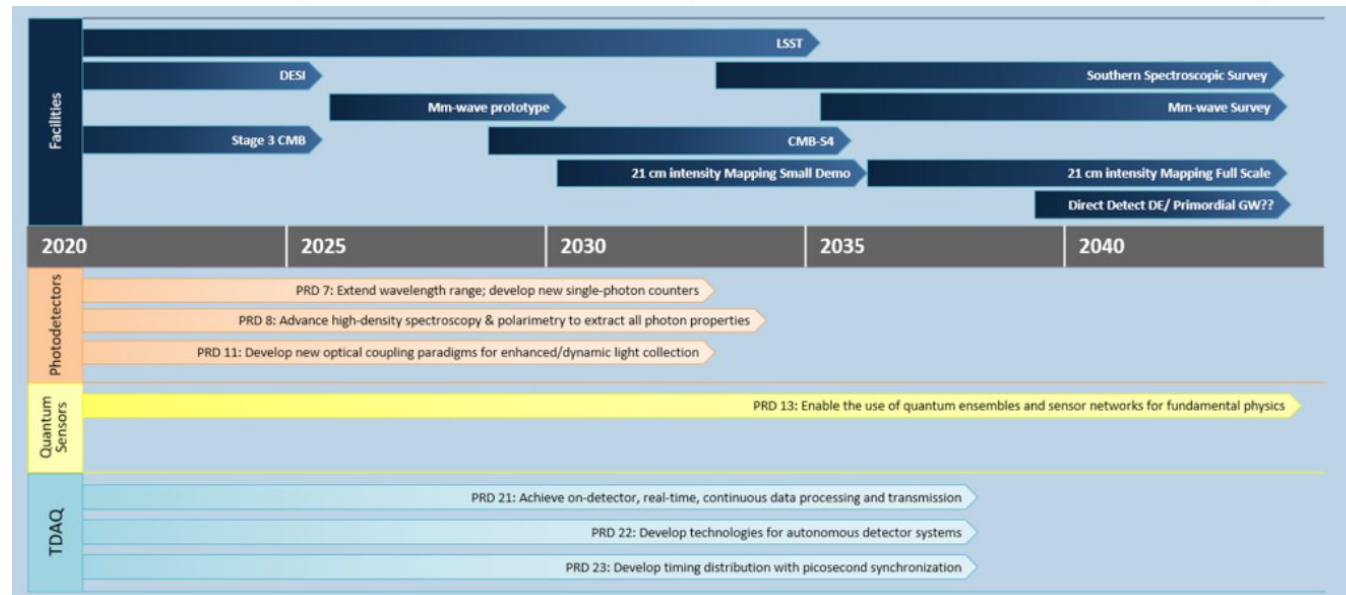 Facilities
LSST
DESI
Southern Spectroscopic Survey
Mm-wave prototype
Mm-wave Survey
Stage 3 CMB
CMB-S4
21 cm intensity Mapping Small Demo
21 cm intensity Mapping Full Scale
Direct Detect DE/ Primordial GW??
2020
2025
2030
2035
2040
Photodetectors
PRD 7: Extend wavelength range; develop new single-photon counters
PRD 8: Advance high-density spectroscopy & polarimetry to extract all photon properties
PRD 11: Develop new optical coupling paradigms for enhanced/dynamic light collection
Quantum
Sensors
PRD 13: Enable the use of quantum ensembles and sensor networks for fundamental physics
TDAQ
PRD 21: Achieve on-detector, real-time, continuous data processing and transmission
PRD 22: Develop technologies for autonomous detector systems
PRD 23: Develop timing distribution with picosecond synchronization